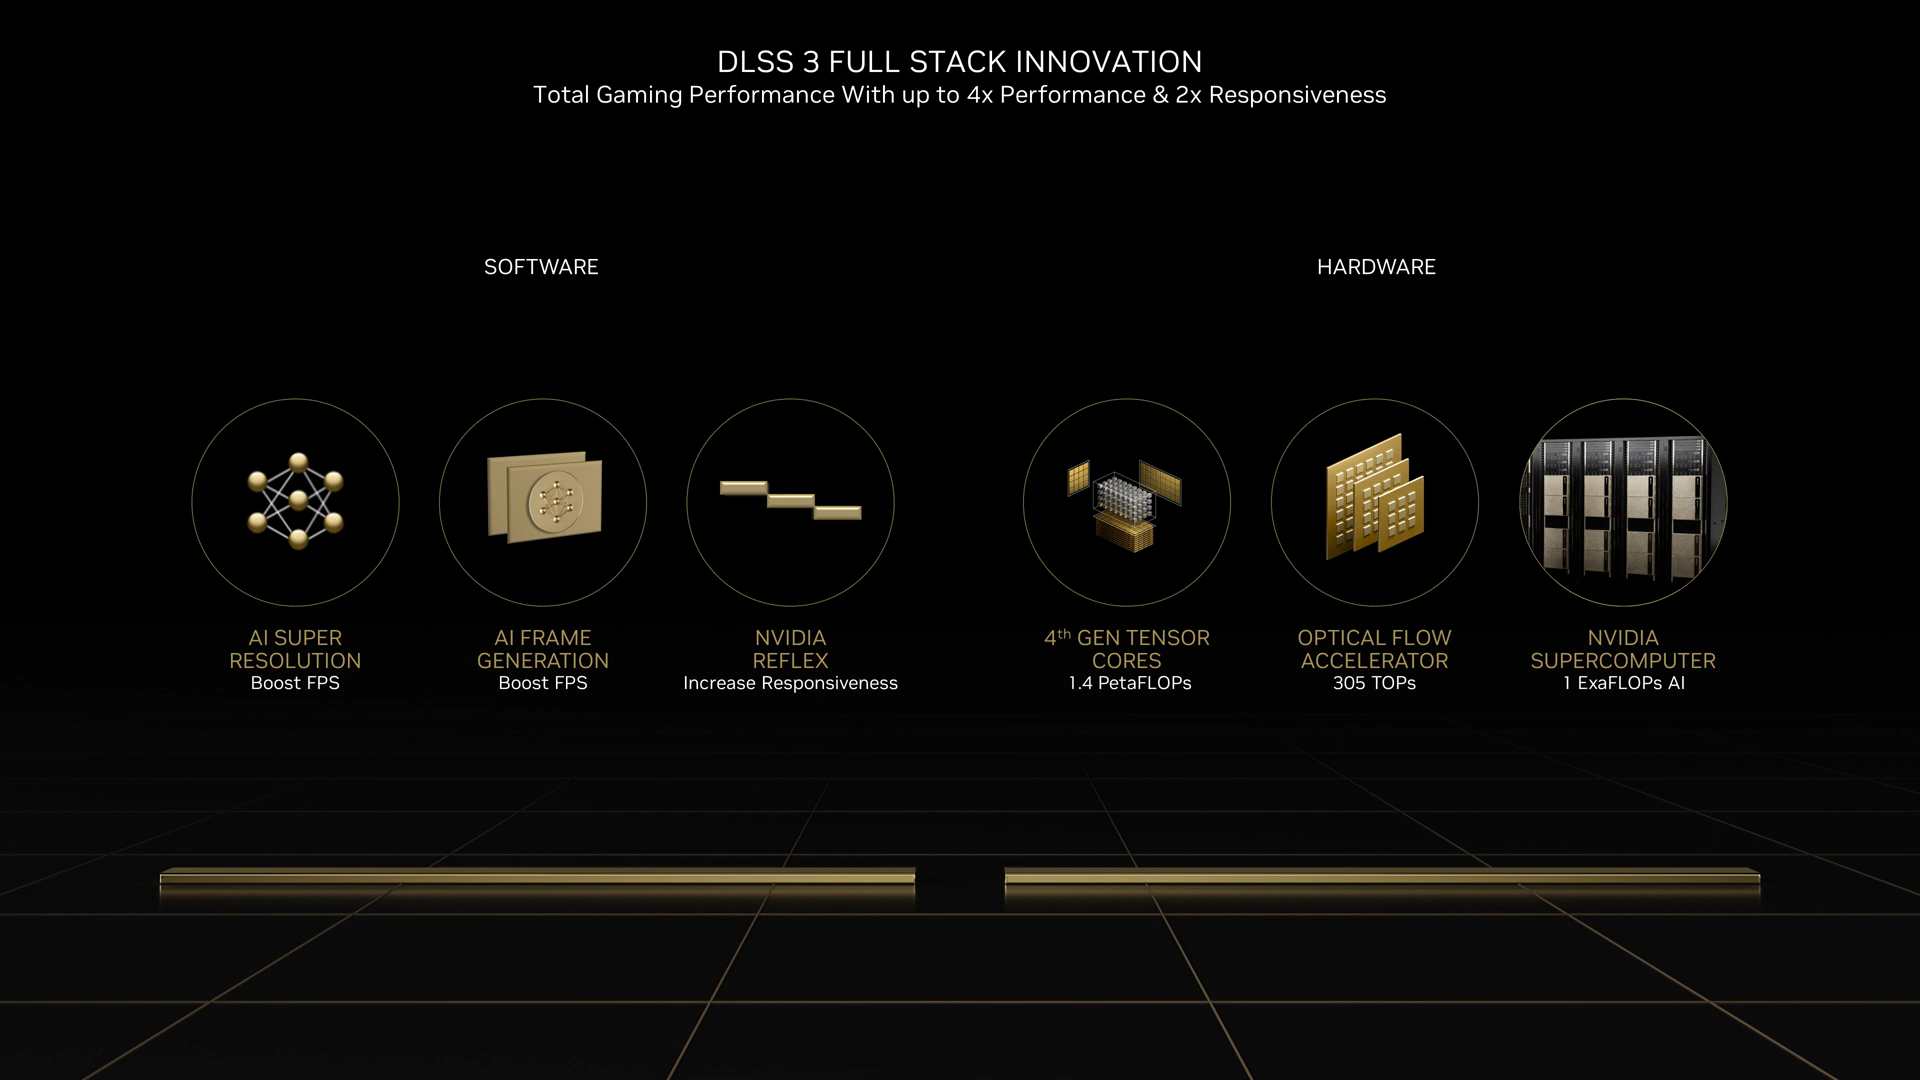 DLSS 3 FULL STACK INNOVATION
Total Gaming Performance With up to 4x Performance & 2x Responsiveness
SOFTWARE
HARDWARE
AI SUPER
RESOLUTION
Boost FPS
AI FRAME
GENERATION
Boost FPS
NVIDIA
REFLEX
Increase Responsiveness
4th GEN TENSOR
CORES
1.4 PetaFLOPs
OPTICAL FLOW
ACCELERATOR
305 TOPs
NVIDIA
SUPERCOMPUTER
1 ExaFLOPs AI